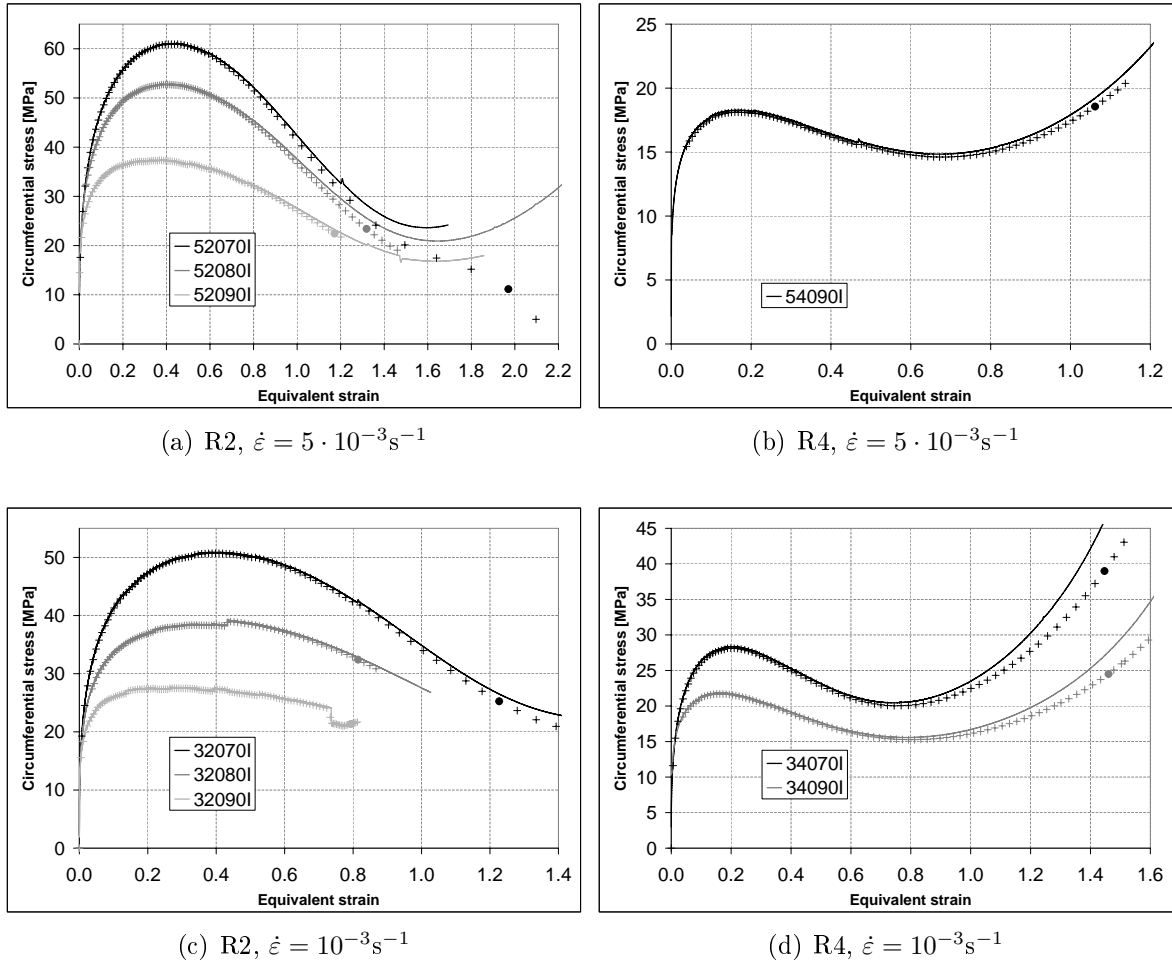 Circumferential stress [MPa]
60
50
40
30
20
10
0
52070I
52080I
52090I
0.0 0.2 0.4 0.6 0.8 1.0 1.2 1.4 1.6 1.8 2.0 2.2
Equivalent strain
(a) R2, ε̇ = 5 · 10⁻³s⁻¹
Circumferential stress [MPa]
25
20
15
10
5
0
54090I
0.0 0.2 0.4 0.6 0.8 1.0 1.2
Equivalent strain
(b) R4, ε̇ = 5 · 10⁻³s⁻¹
Circumferential stress [MPa]
50
40
30
20
10
0
32070I
32080I
32090I
0.0 0.2 0.4 0.6 0.8 1.0 1.2 1.4
Equivalent strain
(c) R2, ε̇ = 10⁻³s⁻¹
Circumferential stress [MPa]
45
40
35
30
25
20
15
10
5
0
34070I
34090I
0.0 0.2 0.4 0.6 0.8 1.0 1.2 1.4 1.6
Equivalent strain
(d) R4, ε̇ = 10⁻³s⁻¹